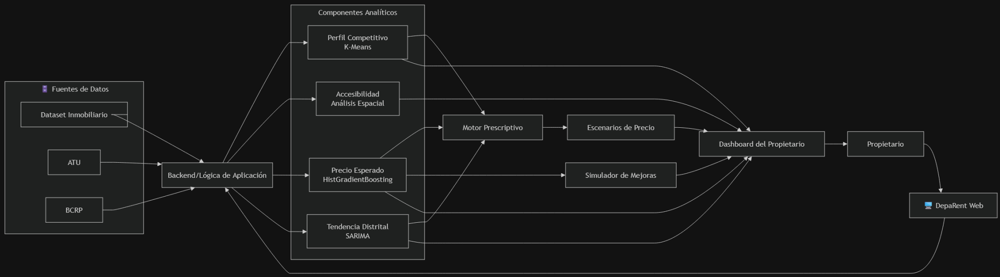 Fuentes de Datos
Dataset Inmobiliario
ATU
BCRP
Backend/Lógica de Aplicación
Componentes Analíticos
Perfil Competitivo
K-Means
Accesibilidad
Análisis Espacial
Precio Esperado
HistGradientBoosting
Tendencia Distrital
SARIMA
Motor Prescriptivo
Escenarios de Precio
Simulador de Mejoras
Dashboard del Propietario
Propietario
DepaRent Web